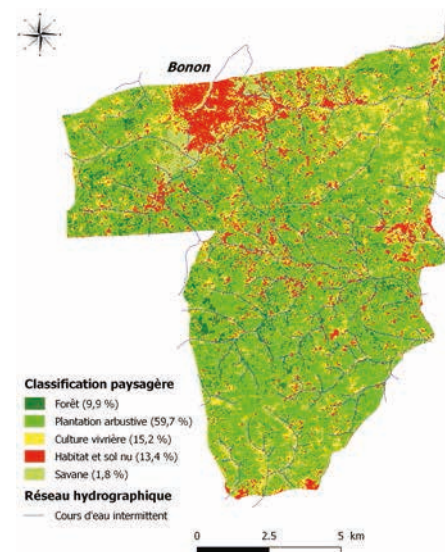 Bonon
Classification paysagère
Forêt (9,9 %)
Plantation arbustive (59,7 %)
Culture vivrière (15,2 %)
Habitat et sol nu (13,4 %)
Savane (1,8 %)
Réseau hydrographique
Cours d'eau intermittent
0 2.5 5 km